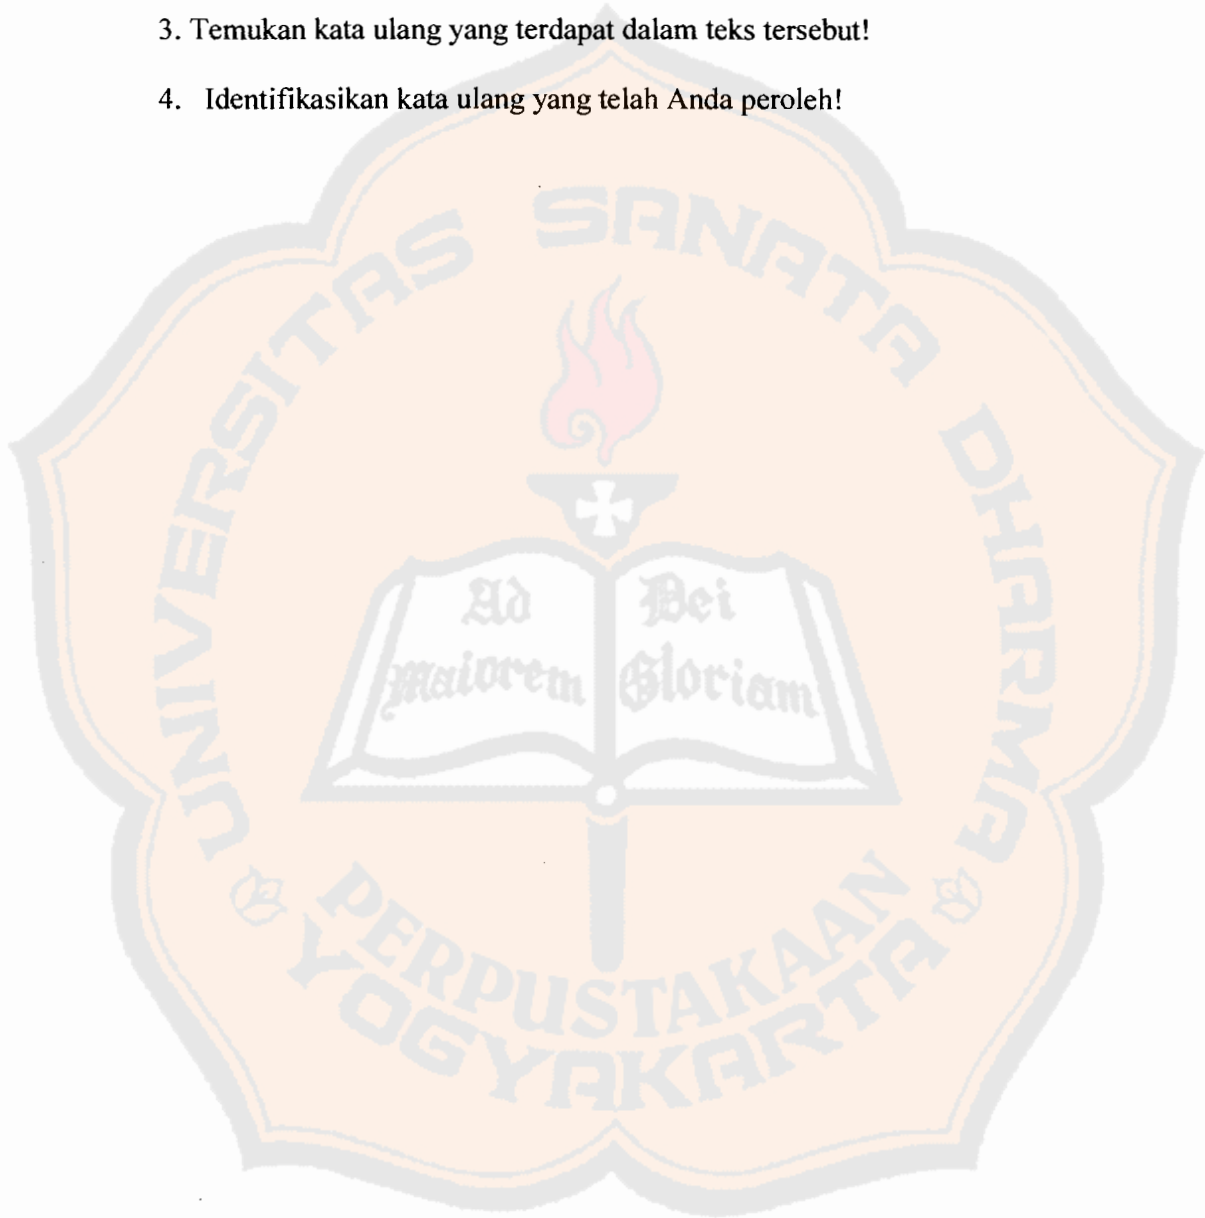 3. Temukan kata ulang yang terdapat dalam teks tersebut!
4. Identifikasikan kata ulang yang telah Anda peroleh!
UNIVERSITAS SANATA DHARMA
Ad
maiorem
Dei
Gloriam
PERPUSTAKAAN
YOGYAKARTA